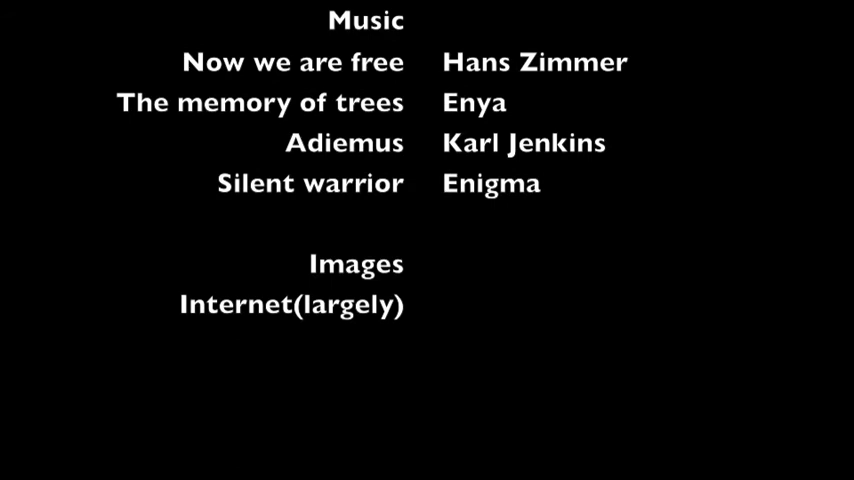 Music
Now we are free Hans Zimmer
The memory of trees Enya
Adiemus Karl Jenkins
Silent warrior Enigma
Images
Internet(largely)